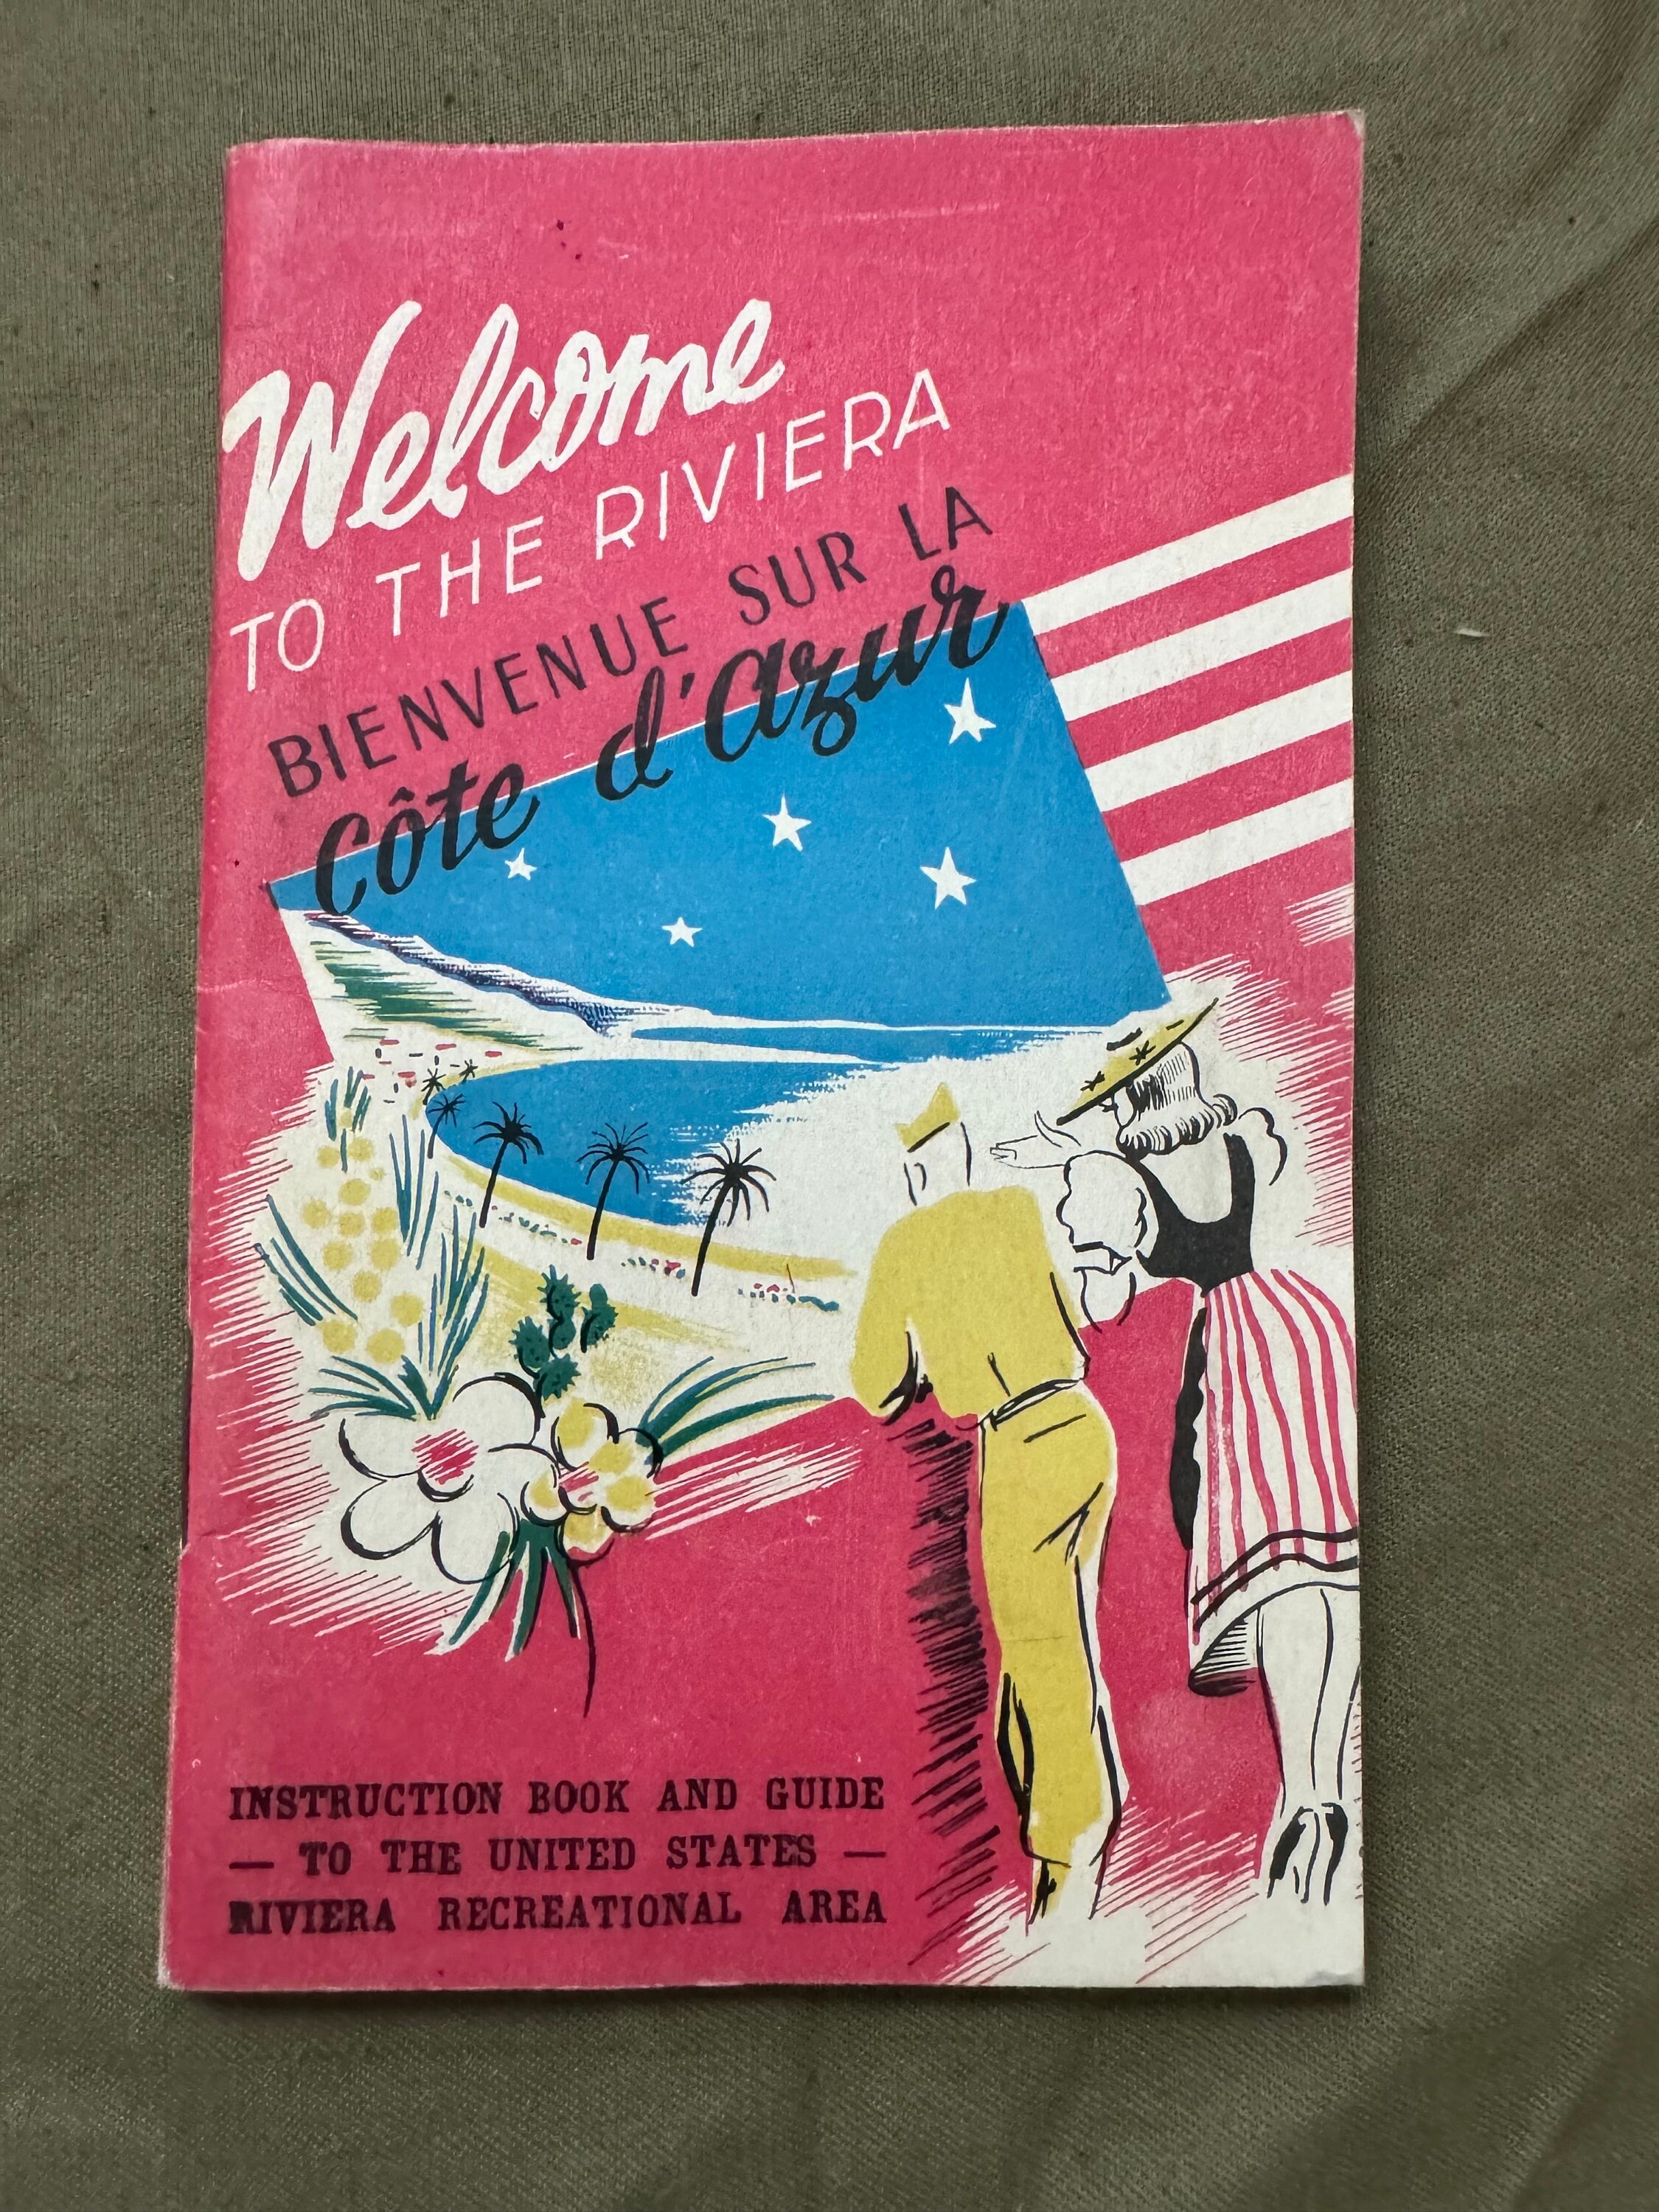 Welcome
TO THE RIVIERA
BIENVENUE SUR LA
côte d'azur
INSTRUCTION BOOK AND GUIDE
— TO THE UNITED STATES —
RIVIERA RECREATIONAL AREA